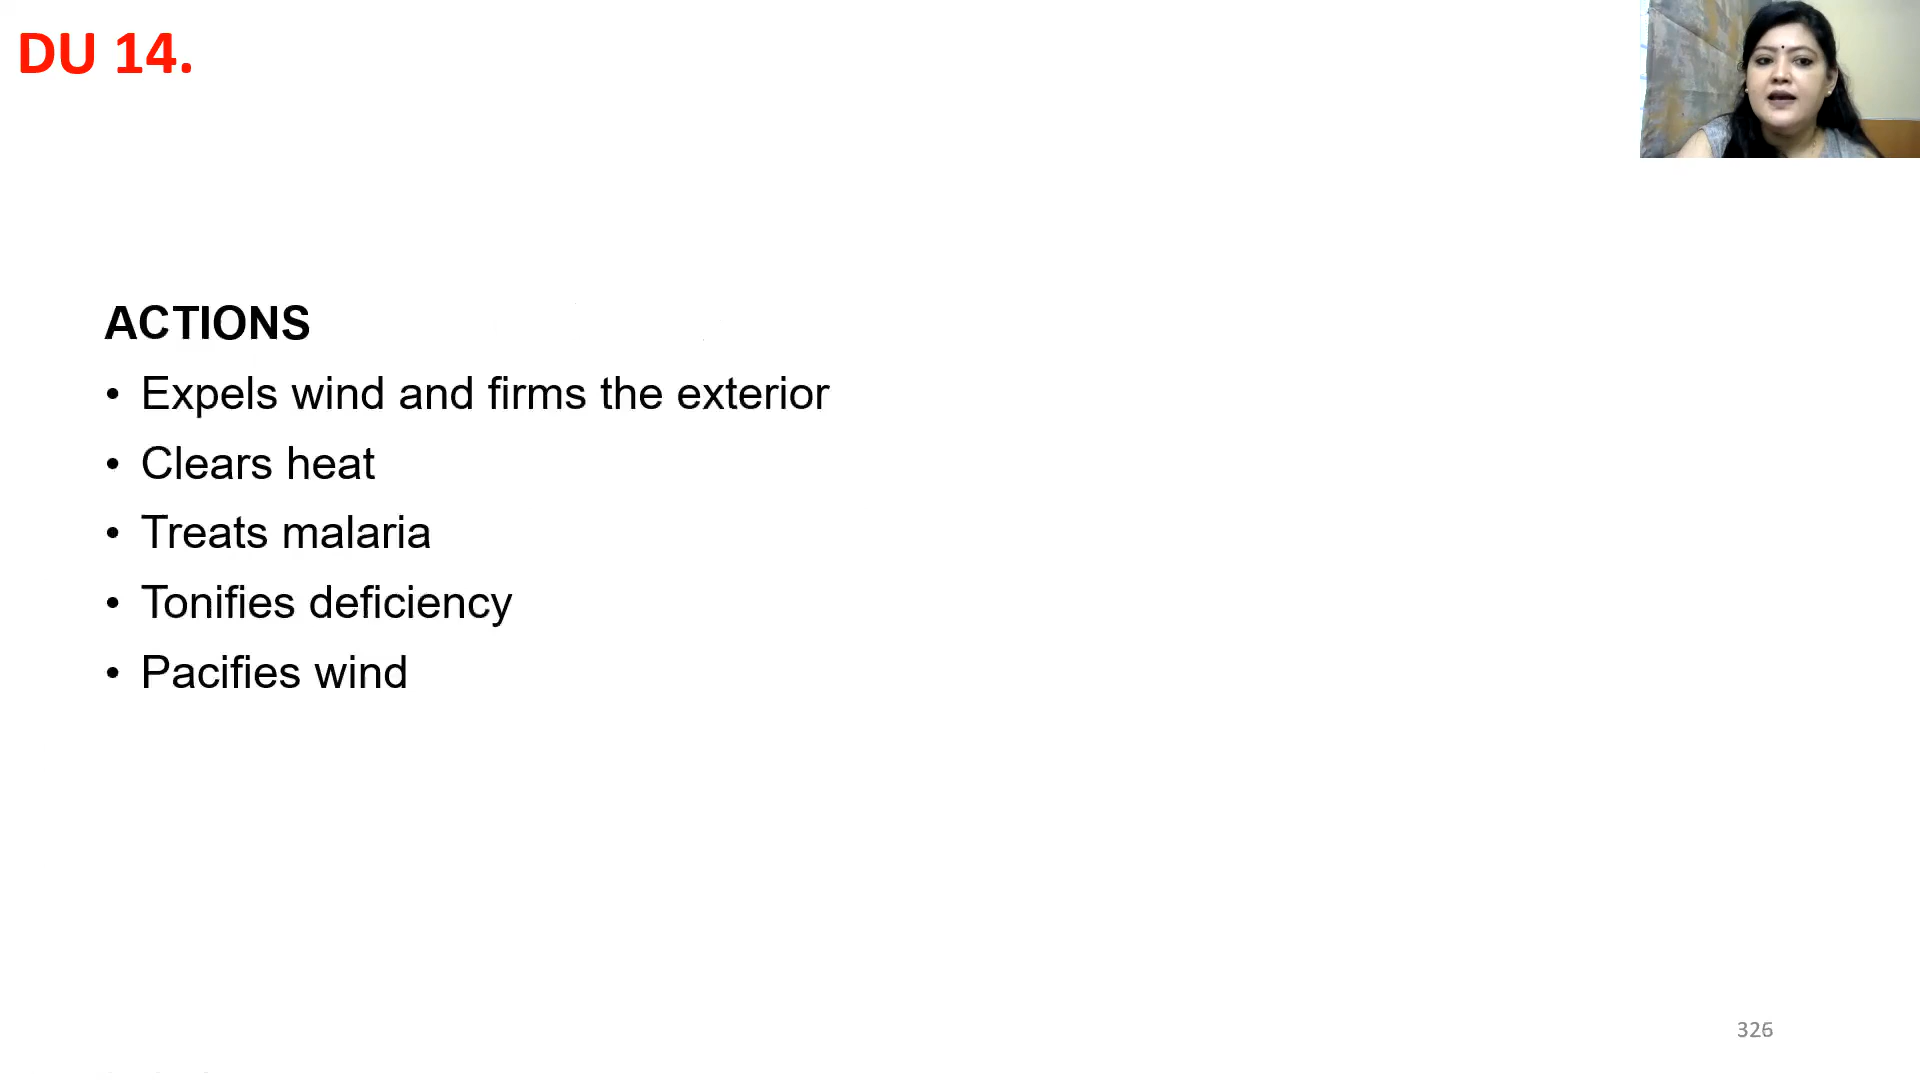 DU 14.
ACTIONS
• Expels wind and firms the exterior
• Clears heat
• Treats malaria
• Tonifies deficiency
• Pacifies wind
326